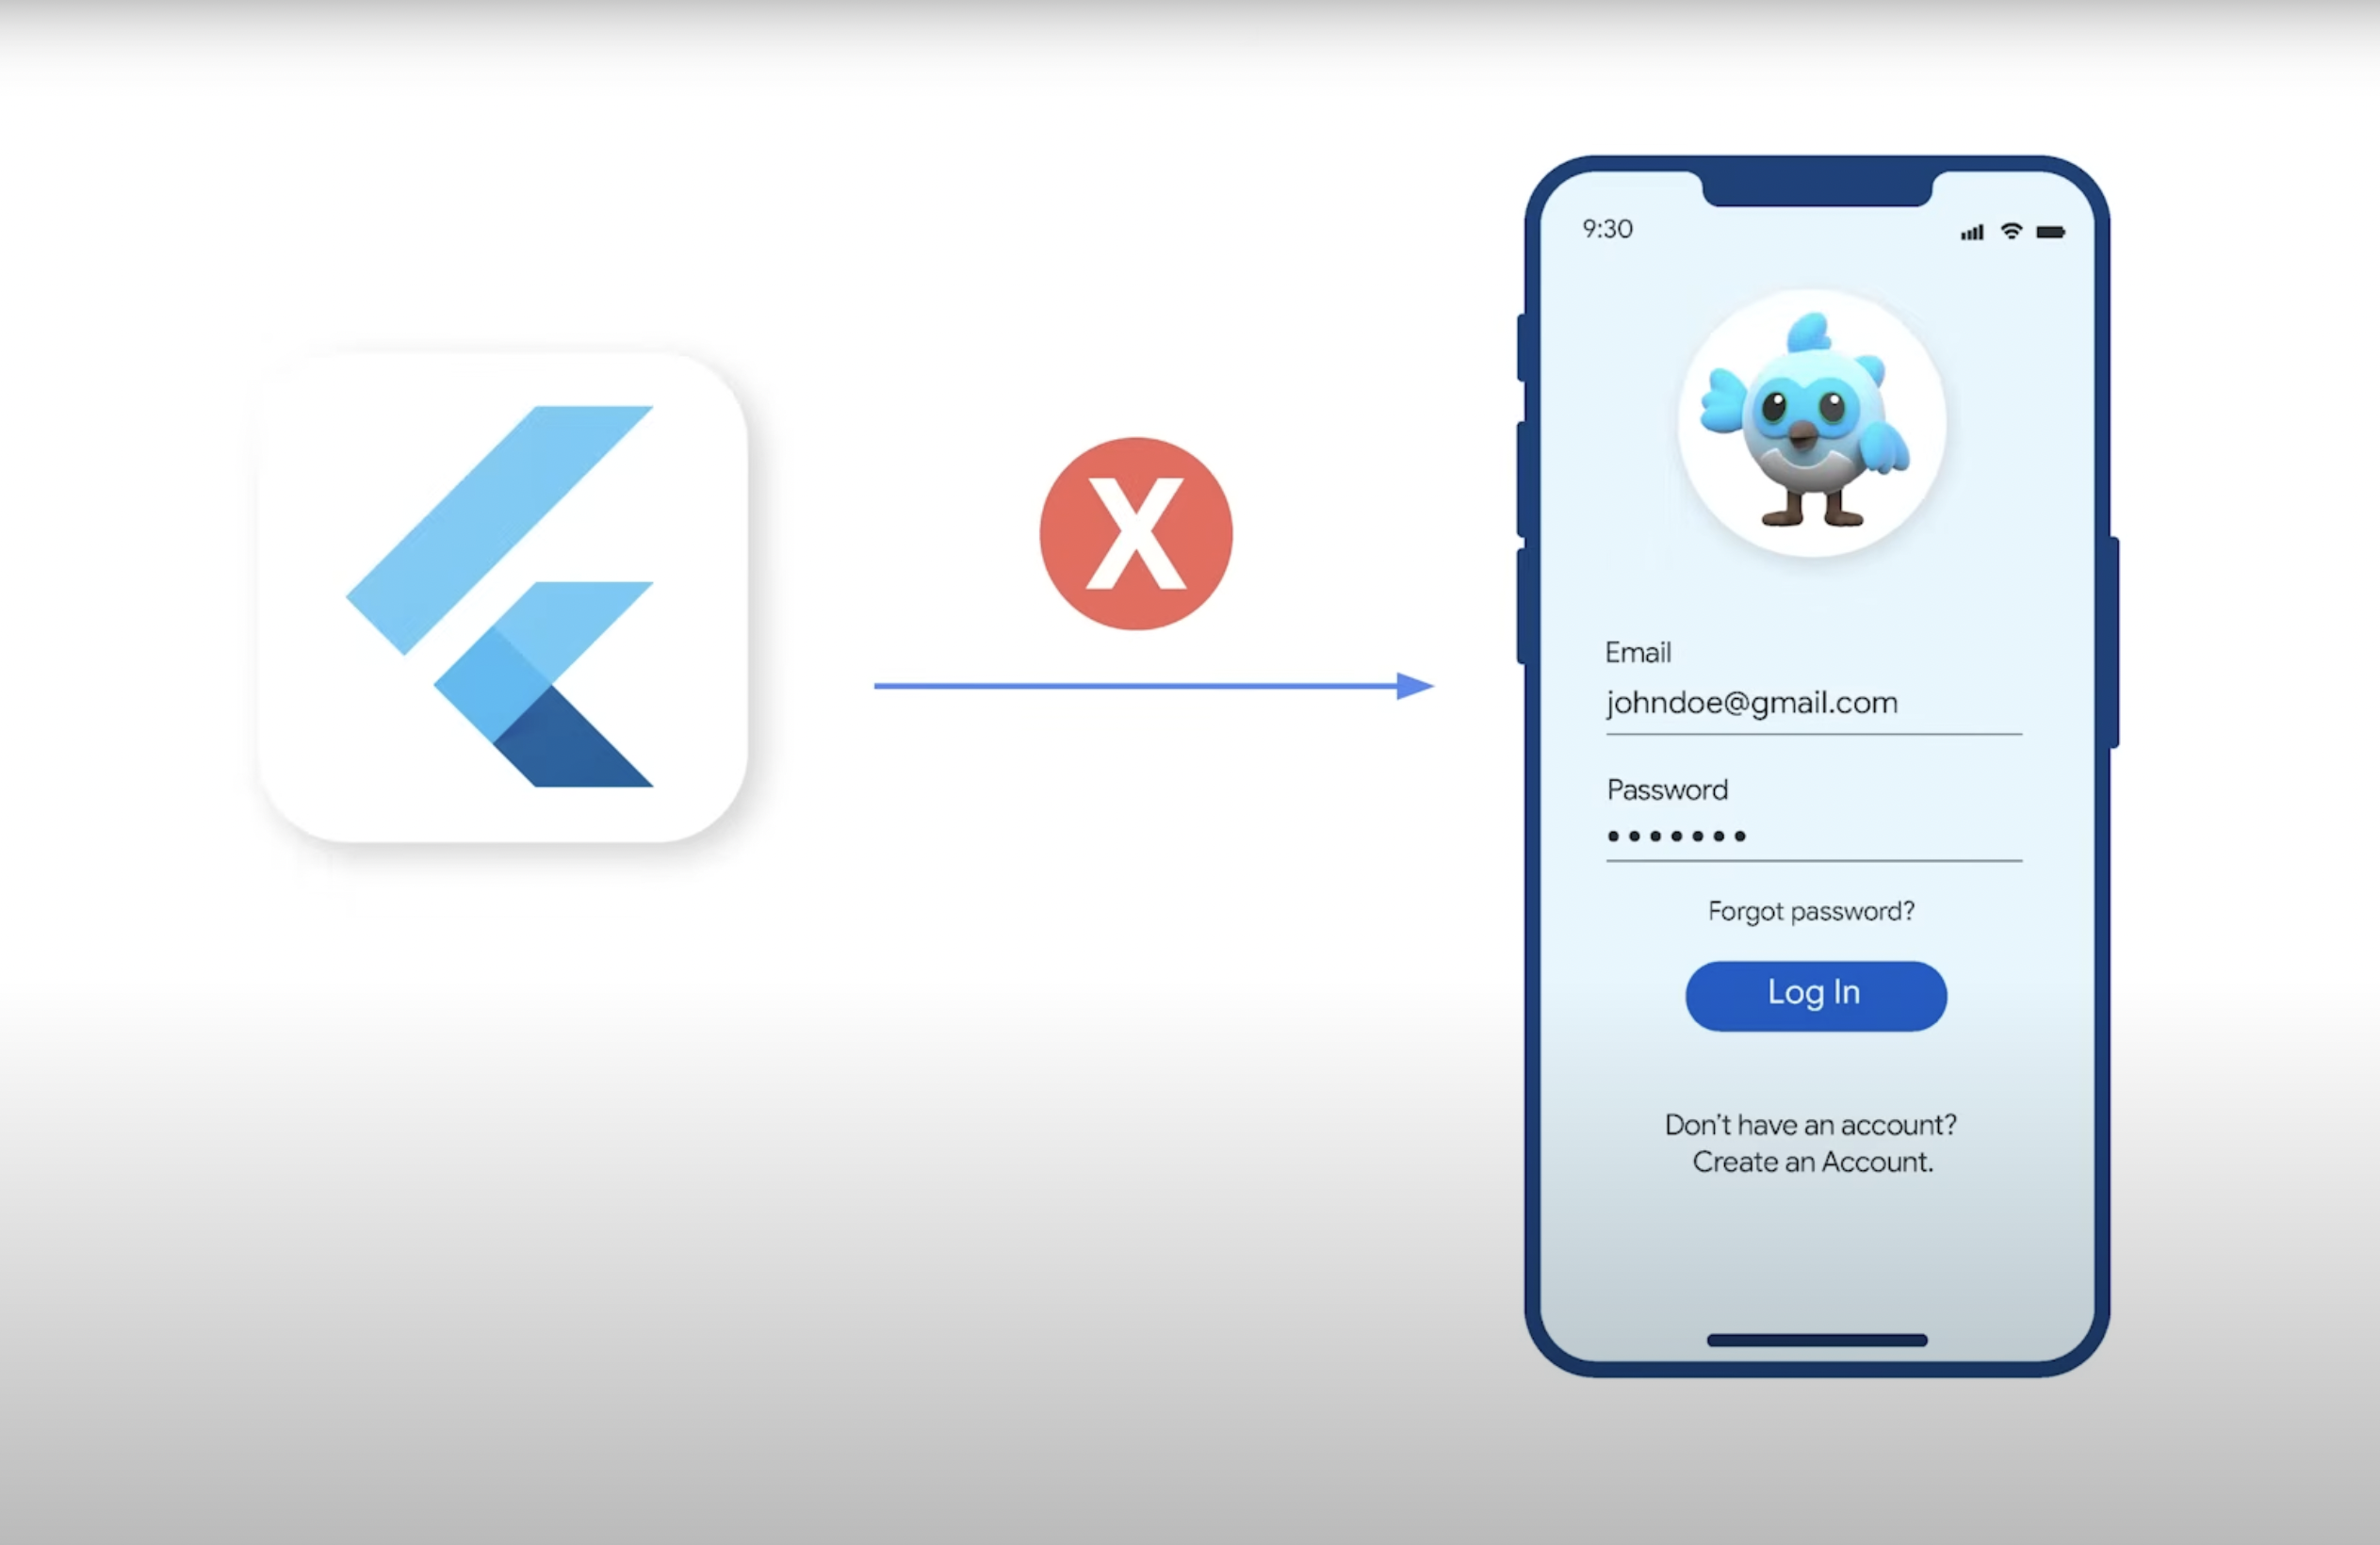 X
9:30
Email
johndoe@gmail.com
Password
Forgot password?
Log In
Don't have an account?
Create an Account.